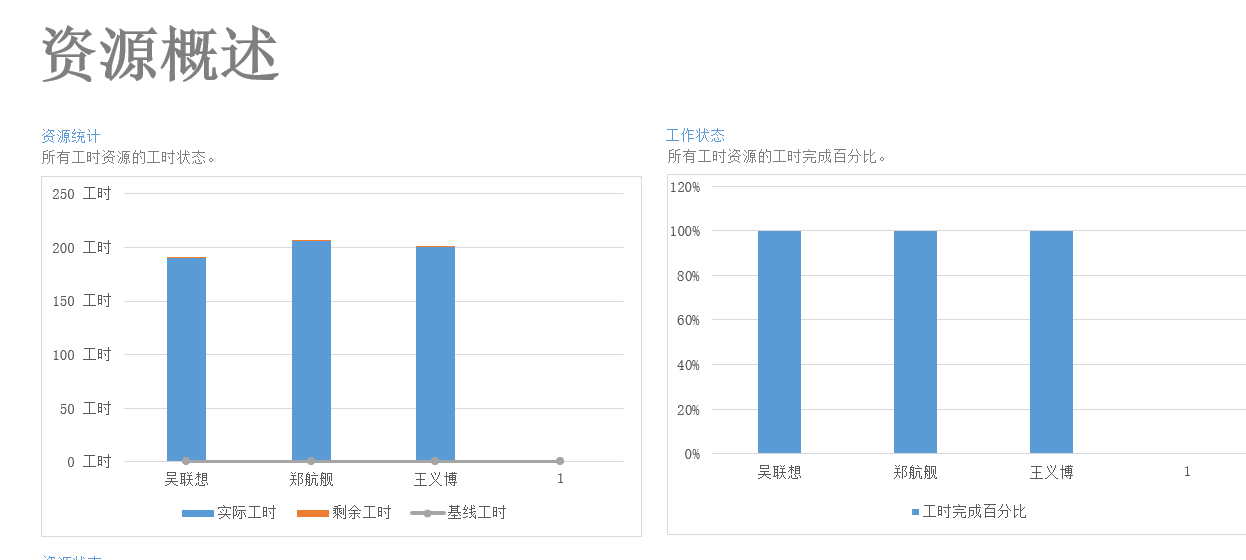 资源概述
资源统计
所有工时资源的工时状态。
250 工时
200 工时
150 工时
100 工时
50 工时
0 工时
吴联想 郑航舰 王义博 1
实际工时 剩余工时 基线工时
工作状态
所有工时资源的工时完成百分比。
120%
100%
80%
60%
40%
20%
0%
吴联想 郑航舰 王义博 1
工时完成百分比